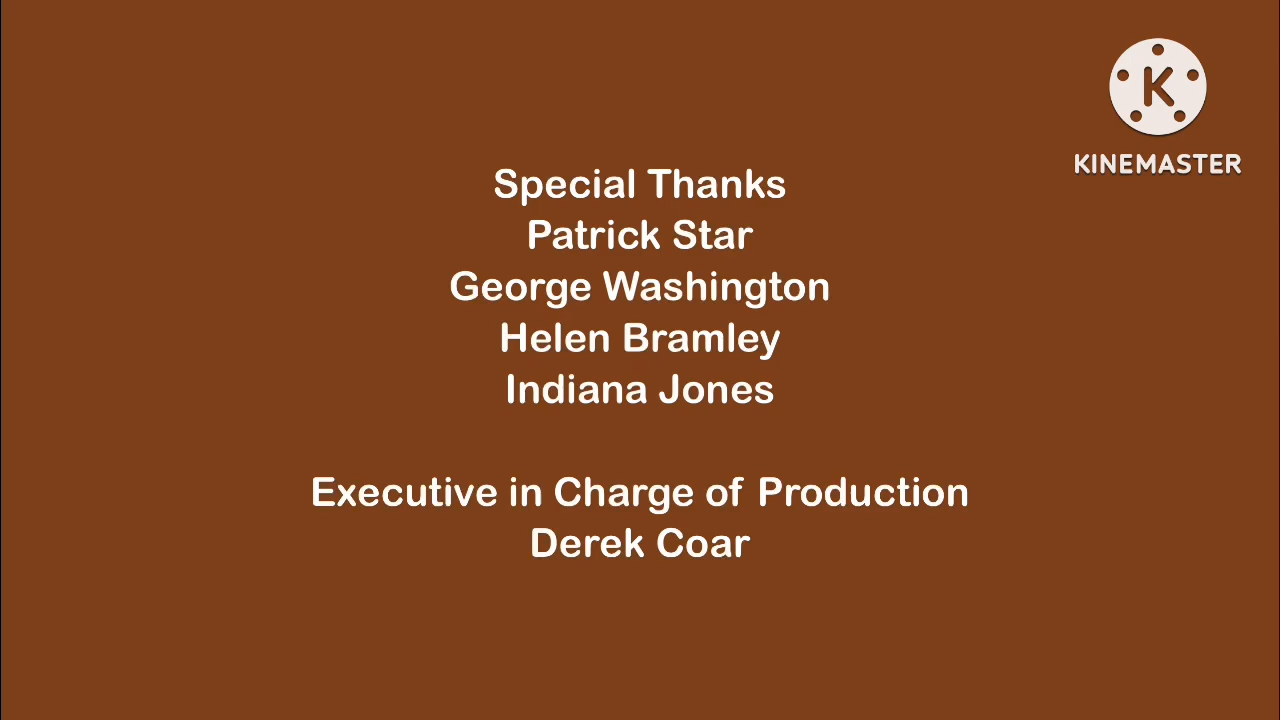 KINEMASTER
Special Thanks
Patrick Star
George Washington
Helen Bramley
Indiana Jones
Executive in Charge of Production
Derek Coar